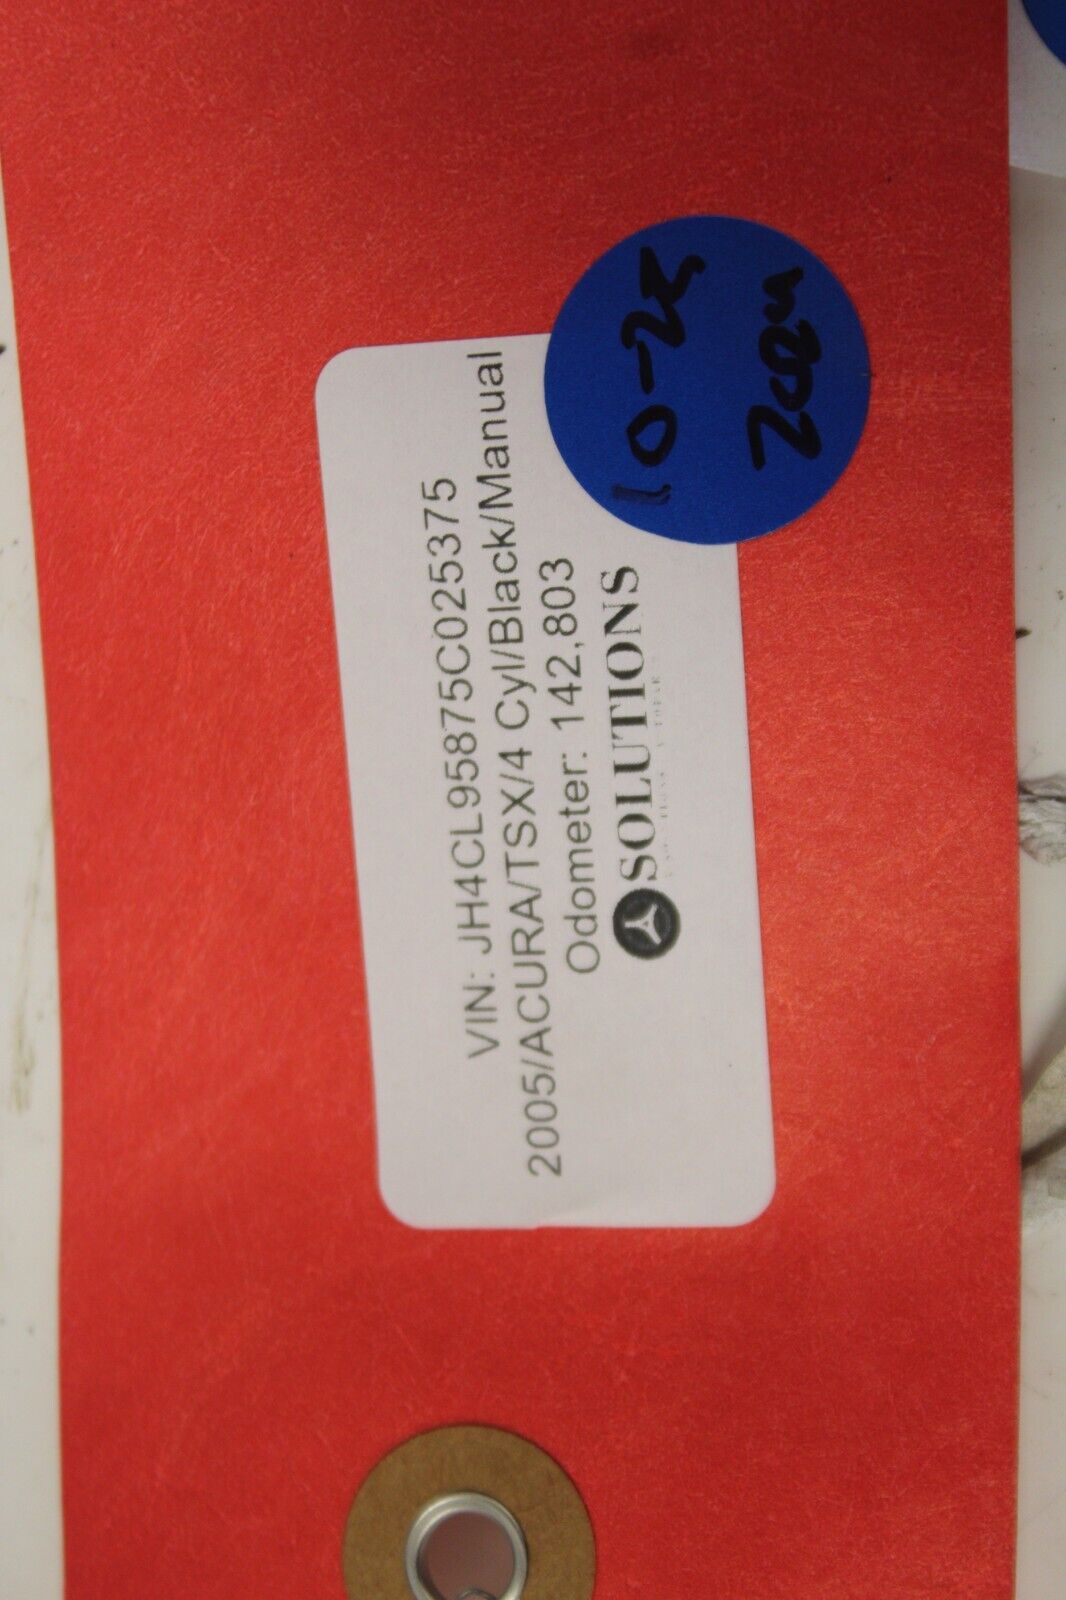 VIN: JH4CL95875C025375
2005/ACURA/TSX/4 Cyl/Black/Manual
Odometer: 142,803
SOLUTIONS
10-25
2024